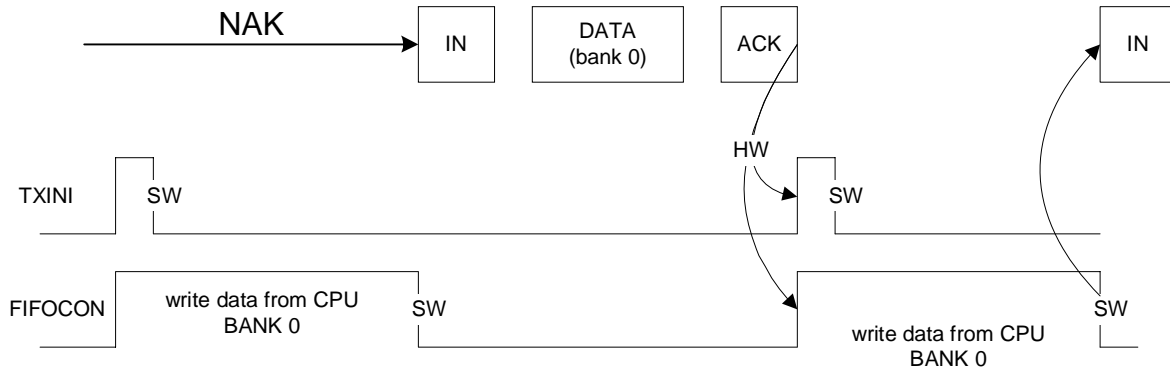 NAK
IN
DATA
(bank 0)
ACK
IN
HW
TXINI
SW
SW
FIFOCON
write data from CPU
BANK 0
SW
write data from CPU
BANK 0
SW